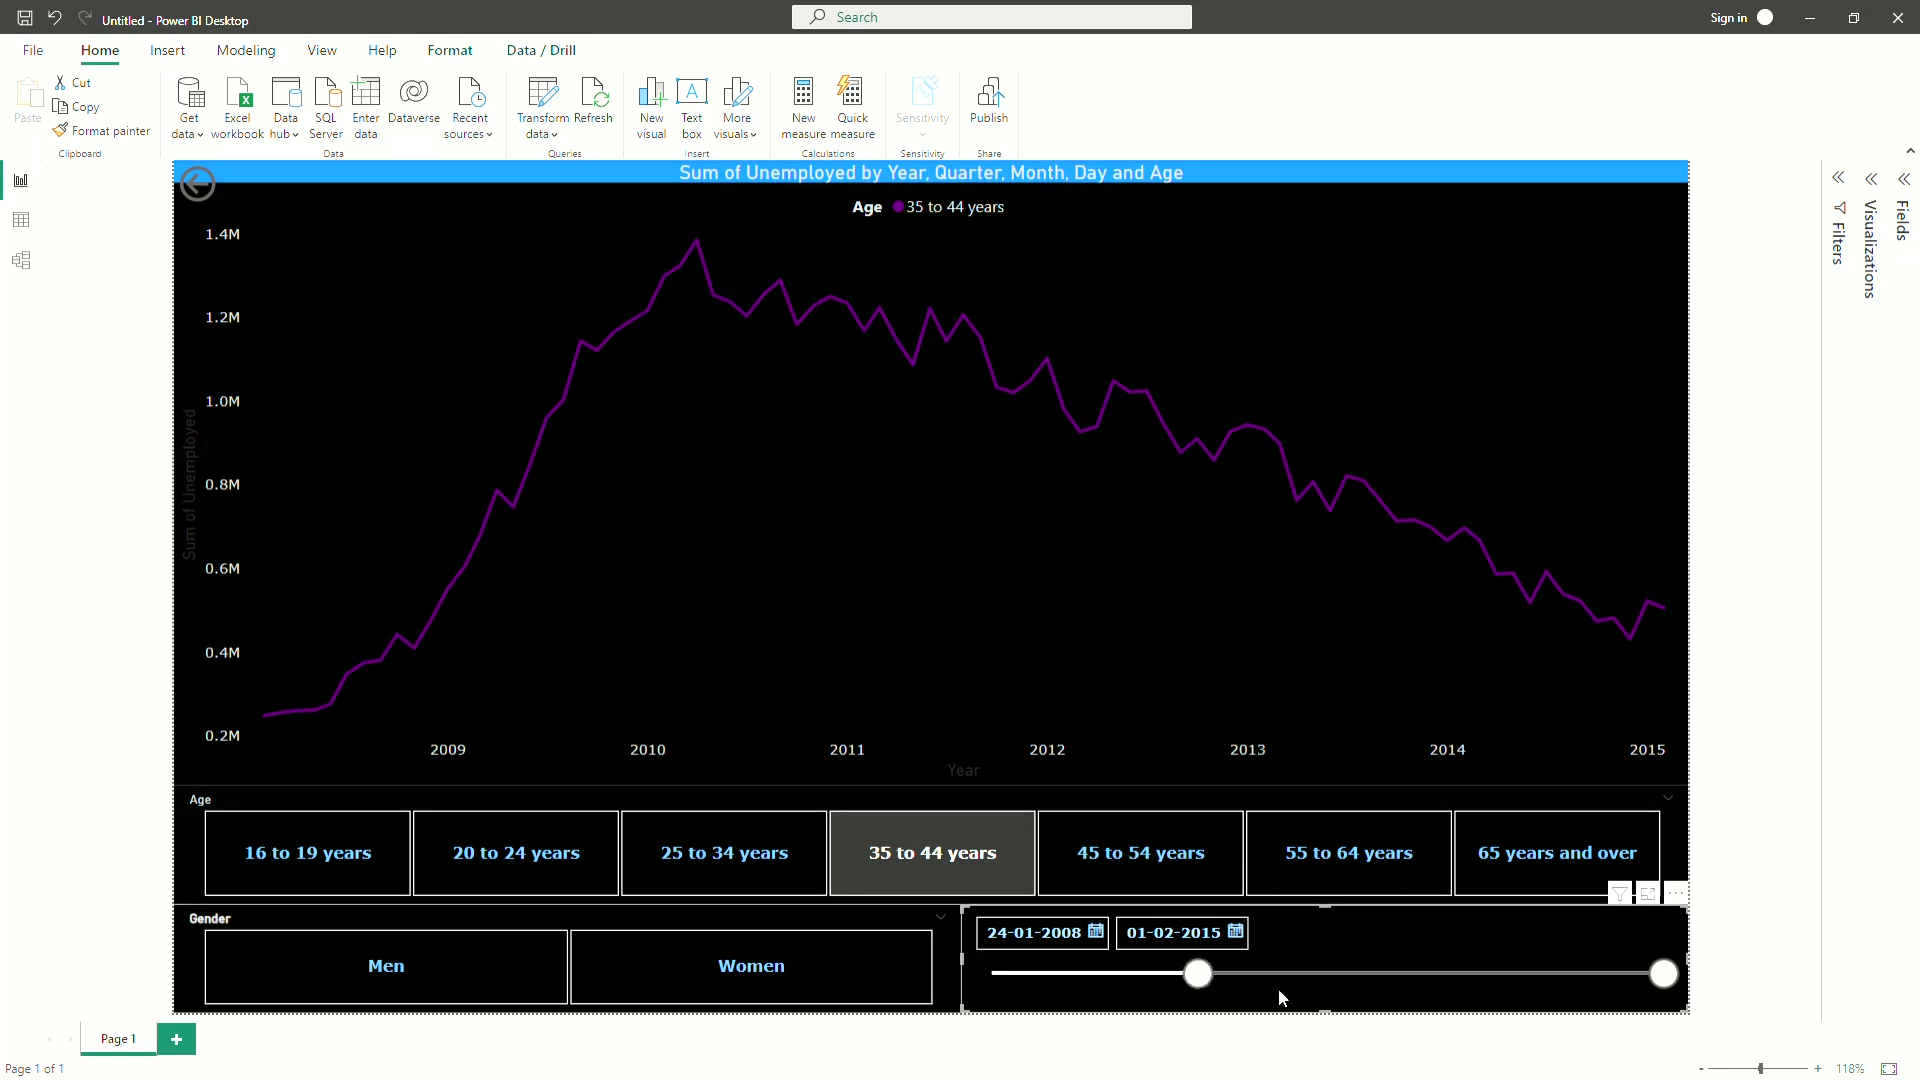 Untitled - Power BI Desktop
Search
Sign in
File Home Insert Modeling View Help Format Data / Drill
Paste
Cut
Copy
Format painter
Clipboard
Get data
Excel workbook
Data hub
SQL Server
Enter data
Dataverse
Recent sources
Data
Transform data
Refresh
Queries
New visual
Text box
More visuals
Insert
New measure
Quick measure
Calculations
Sensitivity
Sensitivity
Publish
Share
Sum of Unemployed by Year, Quarter, Month, Day and Age
Age 35 to 44 years
1.4M
1.2M
1.0M
0.8M
0.6M
0.4M
0.2M
Sum of Unemployed
2009 2010 2011 2012 2013 2014 2015
Year
Age
16 to 19 years 20 to 24 years 25 to 34 years 35 to 44 years 45 to 54 years 55 to 64 years 65 years and over
Gender
Men Women
24-01-2008 01-02-2015
Filters
Visualizations
Fields
Page 1
Page 1 of 1
- + 118%